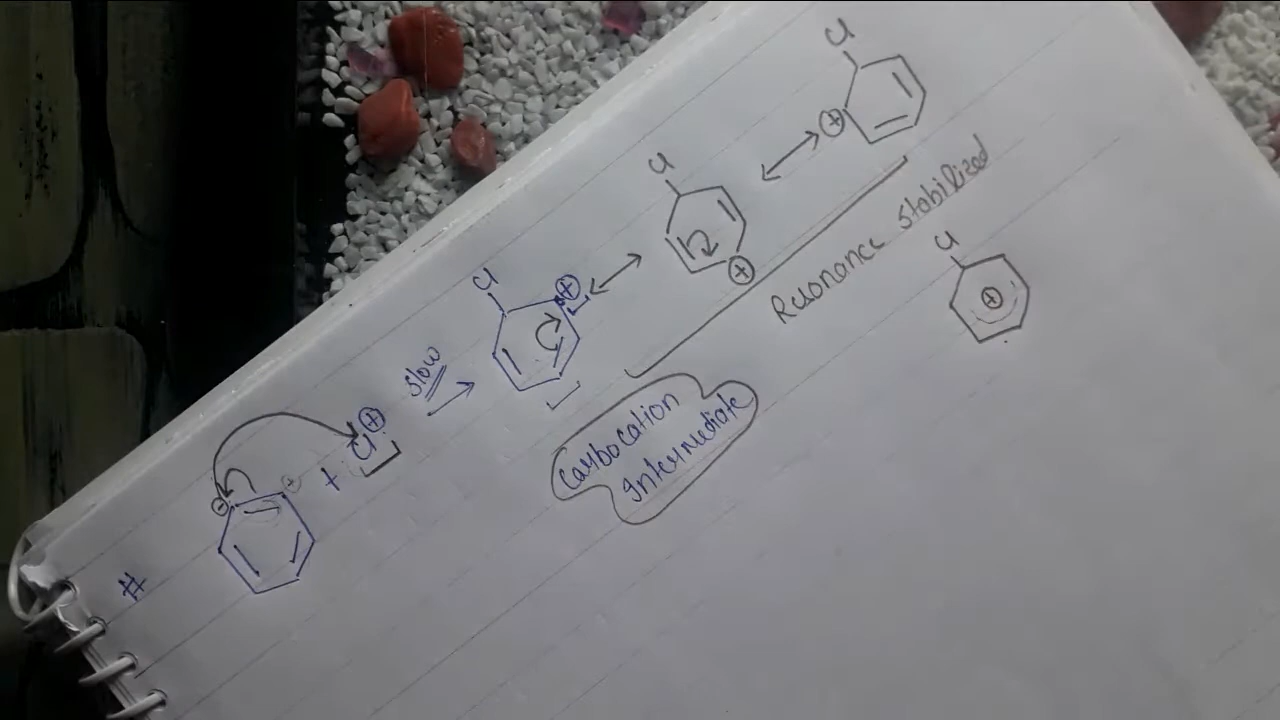 #
⊖
+
+ Cl⊕
Slow
Cl
⊕
Cl
⊕
Cl
⊕
Resonance Stabilized
Cl
⊕
Carbocation
Intermediate